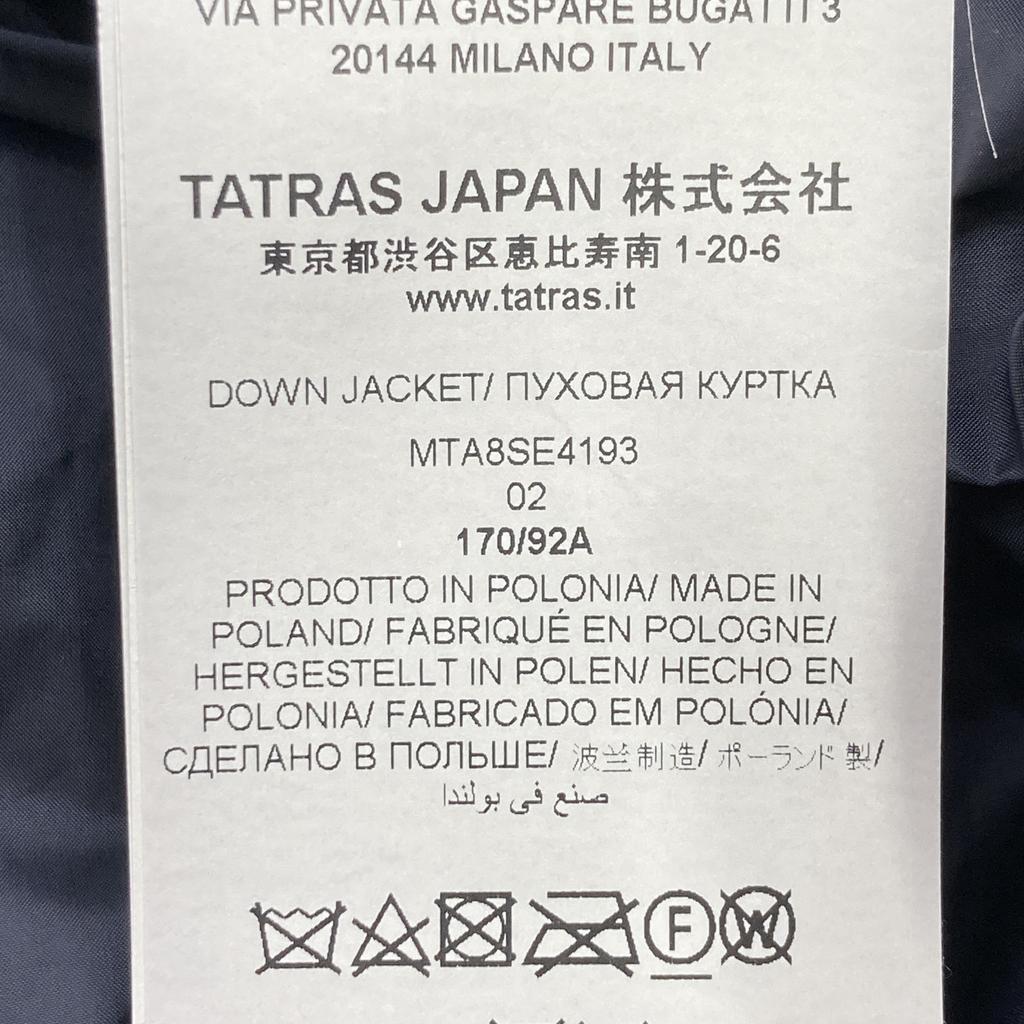 VIA PRIVATA GASPARE BUGATTI 3
20144 MILANO ITALY
TATRAS JAPAN 株式会社
東京都渋谷区恵比寿南 1-20-6
www.tatras.it
DOWN JACKET/ ПУХОВАЯ КУРТКА
MTA8SE4193
02
170/92A
PRODOTTO IN POLONIA/ MADE IN
POLAND/ FABRIQUÉ EN POLOGNE/
HERGESTELLT IN POLEN/ HECHO EN
POLONIA/ FABRICADO EM POLÓNIA/
СДЕЛАНО В ПОЛЬШЕ/ 波兰制造/ ポーランド製/
صنع في بولندا
F W